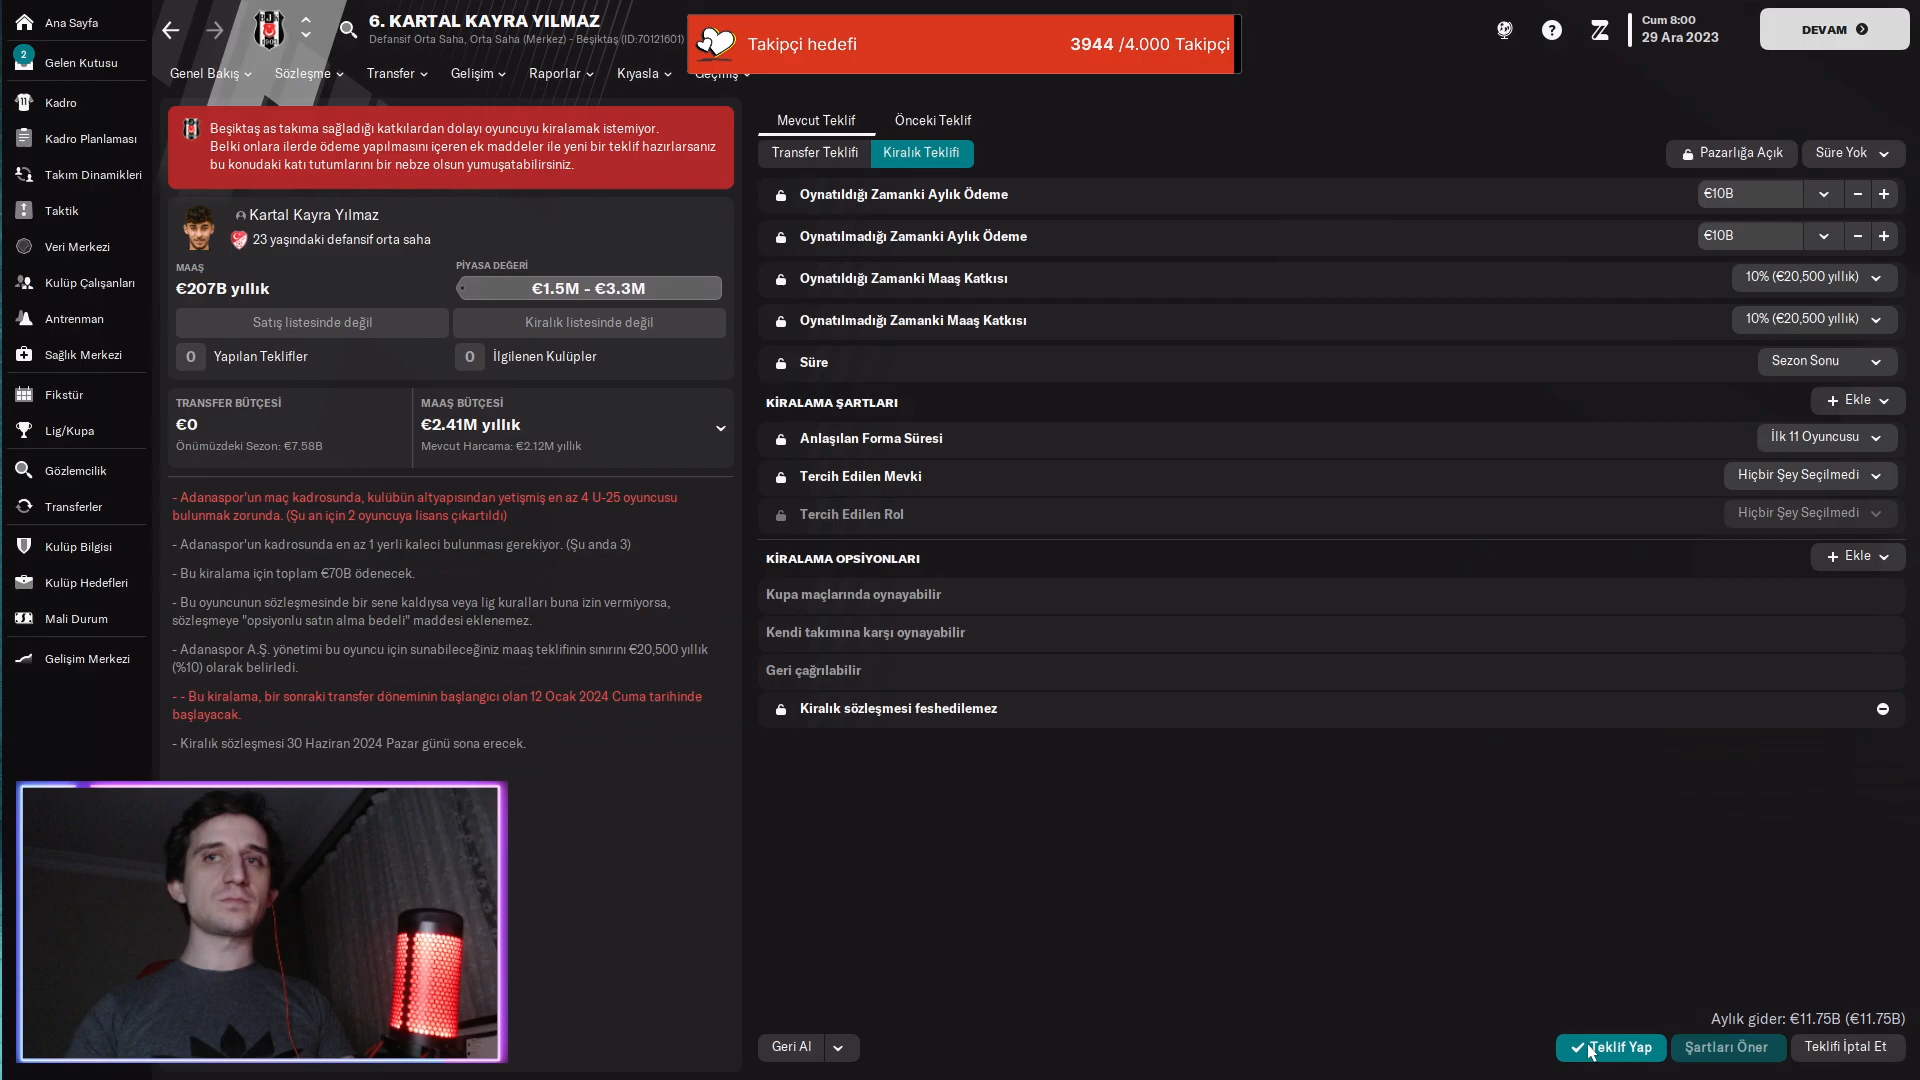 Ana Sayfa
2
Gelen Kutusu
Kadro
Kadro Planlaması
Takım Dinamikleri
Taktik
Veri Merkezi
Kulüp Çalışanları
Antrenman
Sağlık Merkezi
Fikstür
Lig/Kupa
Gözlemcilik
Transferler
Kulüp Bilgisi
Kulüp Hedefleri
Mali Durum
Gelişim Merkezi
6. KARTAL KAYRA YILMAZ
Defansif Orta Saha, Orta Saha (Merkez) - Beşiktaş (ID:70121601)
Genel Bakış
Sözleşme
Transfer
Gelişim
Raporlar
Kıyasla
Geçmiş
Takipçi hedefi
3944 /4.000 Takipçi
Cum 8:00
29 Ara 2023
DEVAM
Beşiktaş as takıma sağladığı katkılardan dolayı oyuncuyu kiralamak istemiyor.
Belki onlara ilerde ödeme yapılmasını içeren ek maddeler ile yeni bir teklif hazırlarsanız
bu konudaki katı tutumlarını bir nebze olsun yumuşatabilirsiniz.
Kartal Kayra Yılmaz
23 yaşındaki defansif orta saha
MAAŞ
€207B yıllık
PİYASA DEĞERİ
€1.5M - €3.3M
Satış listesinde değil
Kiralık listesinde değil
0 Yapılan Teklifler
0 İlgilenen Kulüpler
TRANSFER BÜTÇESİ
€0
Önümüzdeki Sezon: €7.58B
MAAŞ BÜTÇESİ
€2.41M yıllık
Mevcut Harcama: €2.12M yıllık
- Adanaspor'un maç kadrosunda, kulübün altyapısından yetişmiş en az 4 U-25 oyuncusu
bulunmak zorunda. (Şu an için 2 oyuncuya lisans çıkartıldı)
- Adanaspor'un kadrosunda en az 1 yerli kaleci bulunması gerekiyor. (Şu anda 3)
- Bu kiralama için toplam €70B ödenecek.
- Bu oyuncunun sözleşmesinde bir sene kaldıysa veya lig kuralları buna izin vermiyorsa,
sözleşmeye "opsiyonlu satın alma bedeli" maddesi eklenemez.
- Adanaspor A.Ş. yönetimi bu oyuncu için sunabileceğiniz maaş teklifinin sınırını €20,500 yıllık
(%10) olarak belirledi.
- - Bu kiralama, bir sonraki transfer döneminin başlangıcı olan 12 Ocak 2024 Cuma tarihinde
başlayacak.
- Kiralık sözleşmesi 30 Haziran 2024 Pazar günü sona erecek.
Mevcut Teklif
Önceki Teklif
Transfer Teklifi
Kiralık Teklifi
Pazarlığa Açık
Süre Yok
Oynatıldığı Zamanki Aylık Ödeme
€10B
Oynatılmadığı Zamanki Aylık Ödeme
€10B
Oynatıldığı Zamanki Maaş Katkısı
10% (€20,500 yıllık)
Oynatılmadığı Zamanki Maaş Katkısı
10% (€20,500 yıllık)
Süre
Sezon Sonu
KİRALAMA ŞARTLARI
Ekle
Anlaşılan Forma Süresi
İlk 11 Oyuncusu
Tercih Edilen Mevki
Hiçbir Şey Seçilmedi
Tercih Edilen Rol
Hiçbir Şey Seçilmedi
KİRALAMA OPSİYONLARI
Ekle
Kupa maçlarında oynayabilir
Kendi takımına karşı oynayabilir
Geri çağrılabilir
Kiralık sözleşmesi feshedilemez
Aylık gider: €11.75B (€11.75B)
Geri Al
Teklif Yap
Şartları Öner
Teklifi İptal Et